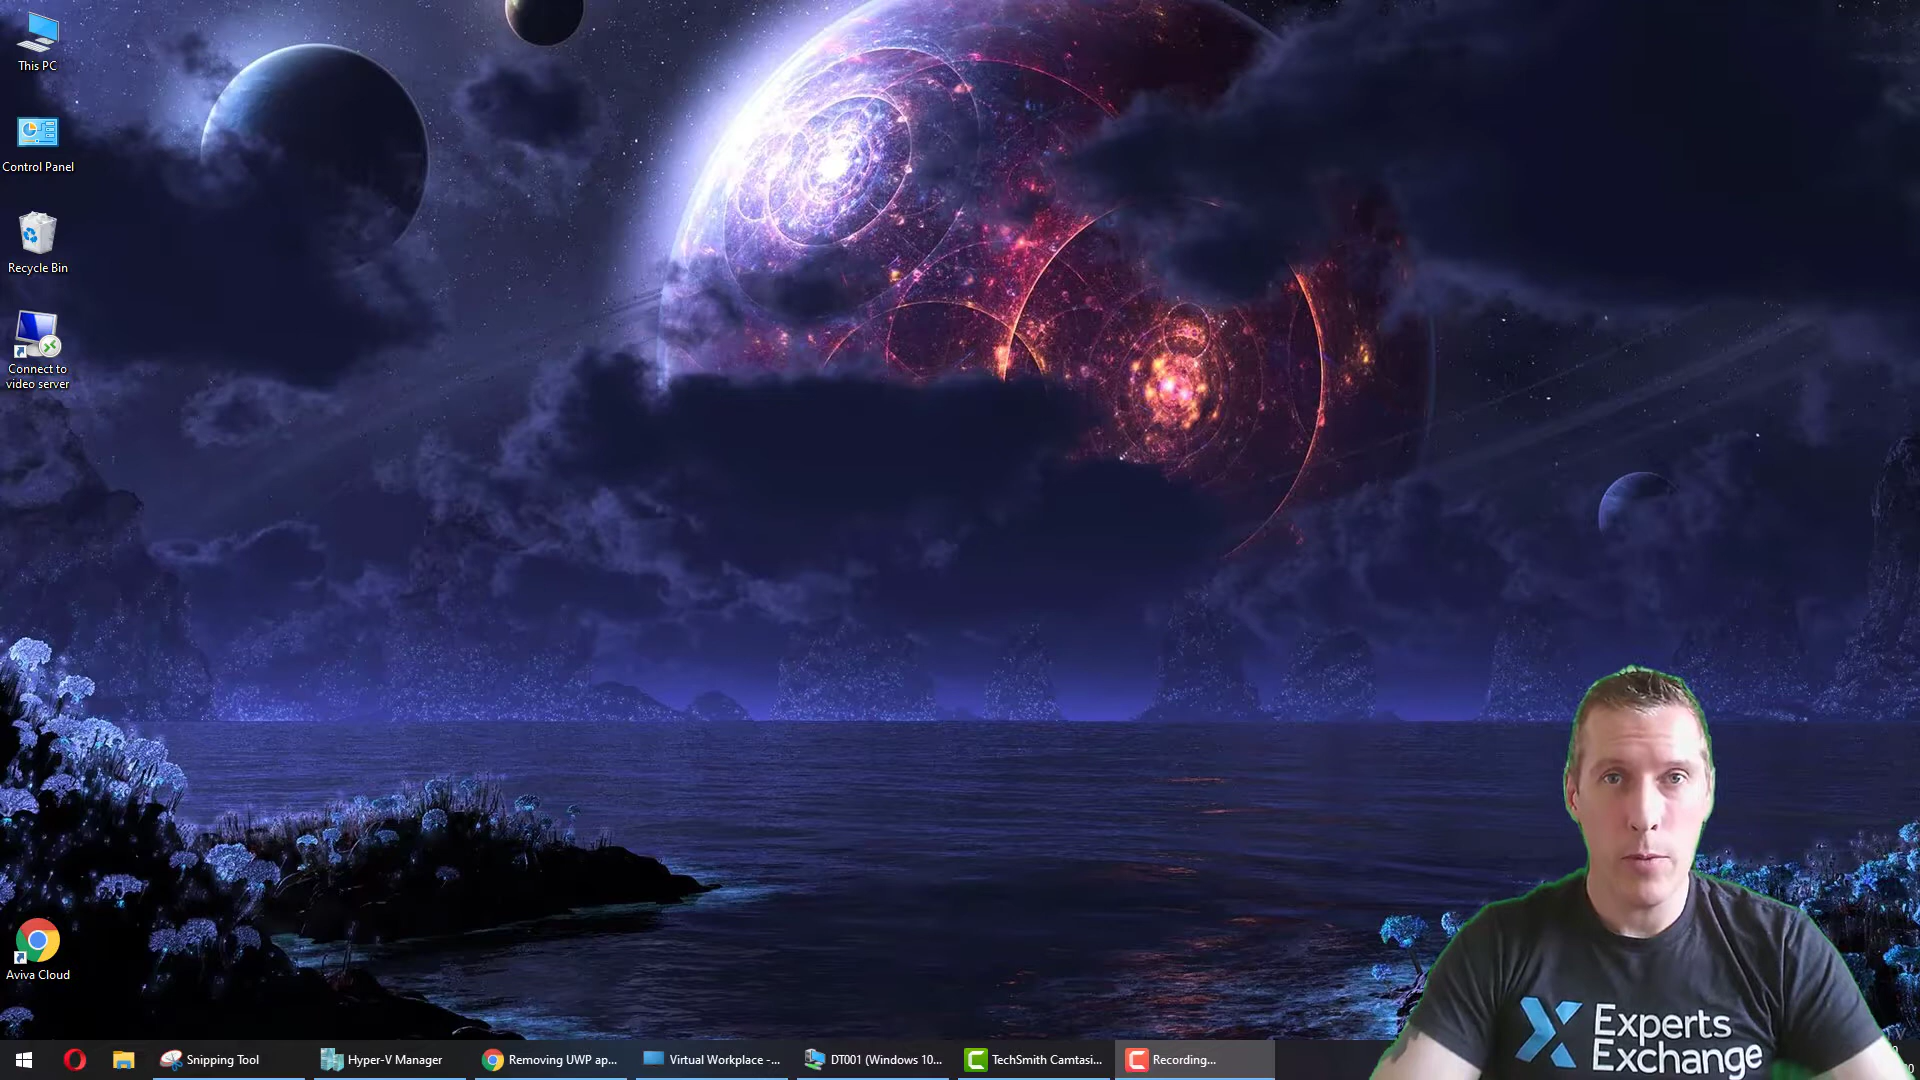 This PC
Control Panel
Recycle Bin
Connect to
video server
Aviva Cloud
Experts
Exchange
Snipping Tool
Hyper-V Manager
Removing UWP ap...
Virtual Workplace -...
DT001 (Windows 10...
TechSmith Camtasi...
Recording...